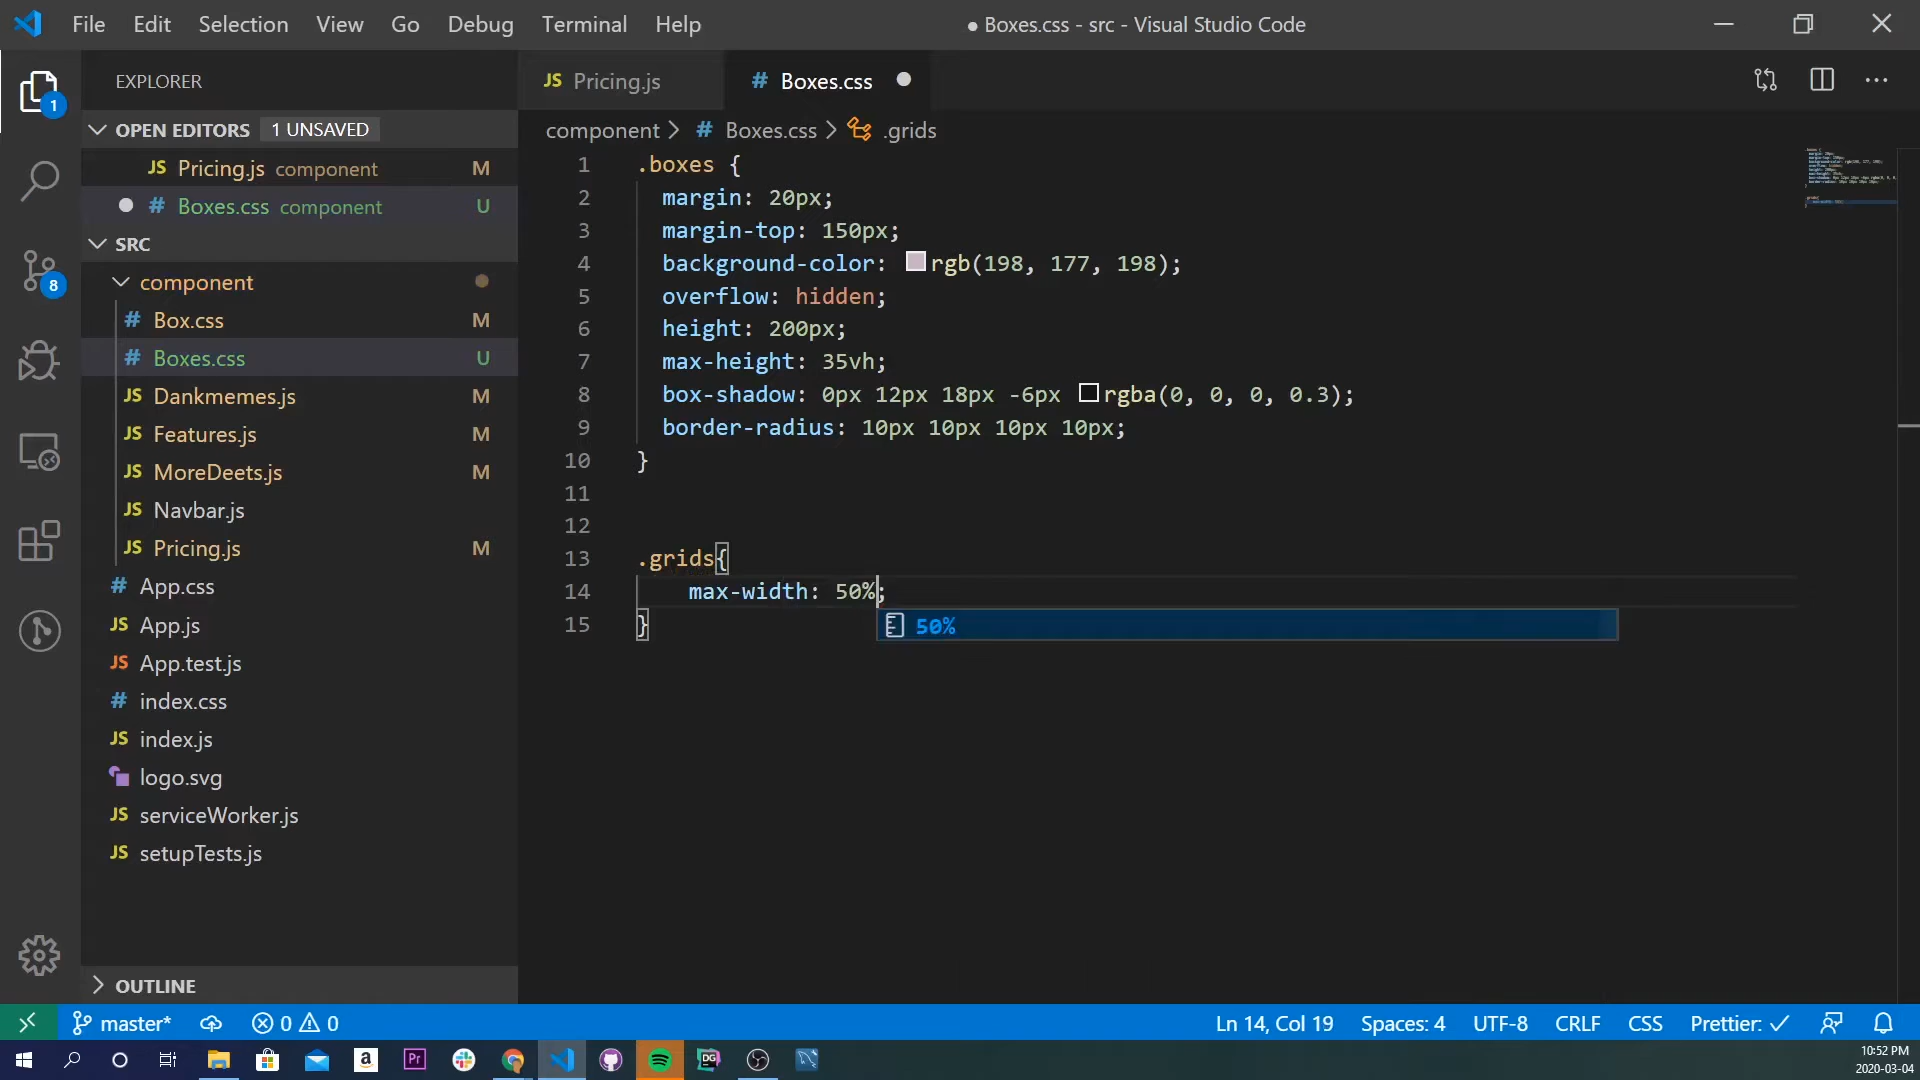 File Edit Selection View Go Debug Terminal Help
● Boxes.css - src - Visual Studio Code
1
8
EXPLORER
OPEN EDITORS 1 UNSAVED
JS Pricing.js component M
# Boxes.css component U
SRC
component
# Box.css M
# Boxes.css U
JS Dankmemes.js M
JS Features.js M
JS MoreDeets.js M
JS Navbar.js
JS Pricing.js M
# App.css
JS App.js
JS App.test.js
# index.css
JS index.js
logo.svg
JS serviceWorker.js
JS setupTests.js
OUTLINE
JS Pricing.js # Boxes.css
component > # Boxes.css > .grids
1 .boxes {
2 margin: 20px;
3 margin-top: 150px;
4 background-color: rgb(198, 177, 198);
5 overflow: hidden;
6 height: 200px;
7 max-height: 35vh;
8 box-shadow: 0px 12px 18px -6px rgba(0, 0, 0, 0.3);
9 border-radius: 10px 10px 10px 10px;
10 }
11
12
13 .grids{
14 max-width: 50%;
15 }
50%
master* 0 0
Ln 14, Col 19 Spaces: 4 UTF-8 CRLF CSS Prettier: ✓
a Pr DG
10:52 PM
2020-03-04